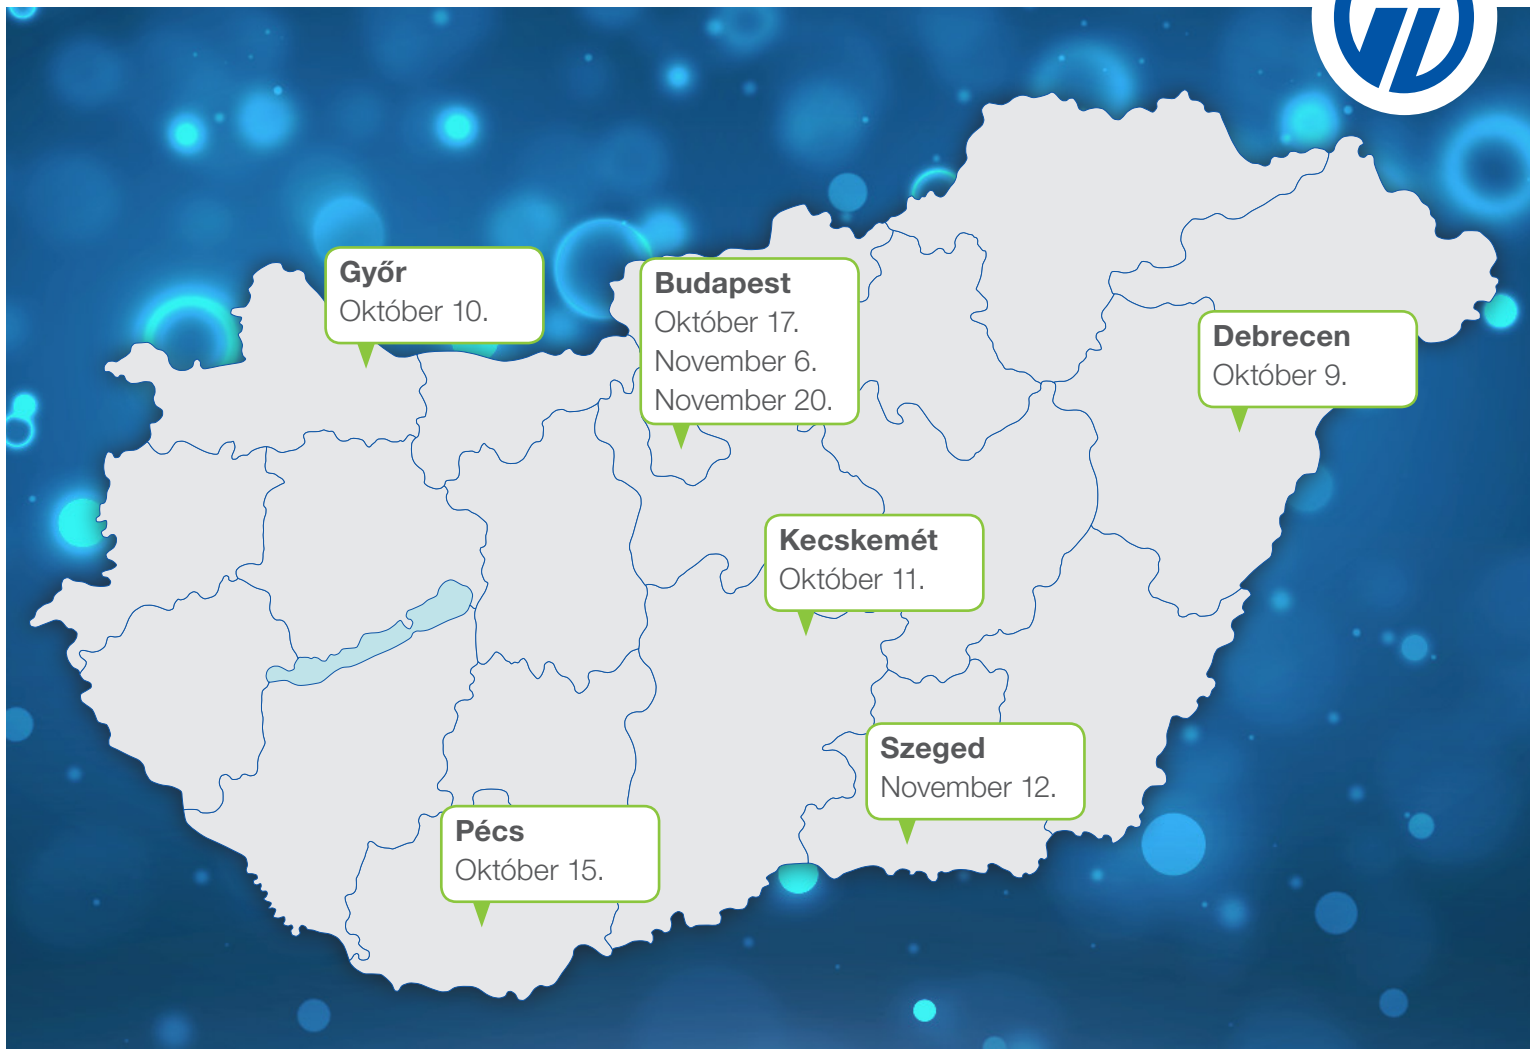 Győr
Október 10.
Budapest
Október 17.
November 6.
November 20.
Debrecen
Október 9.
Kecskemét
Október 11.
Szeged
November 12.
Pécs
Október 15.